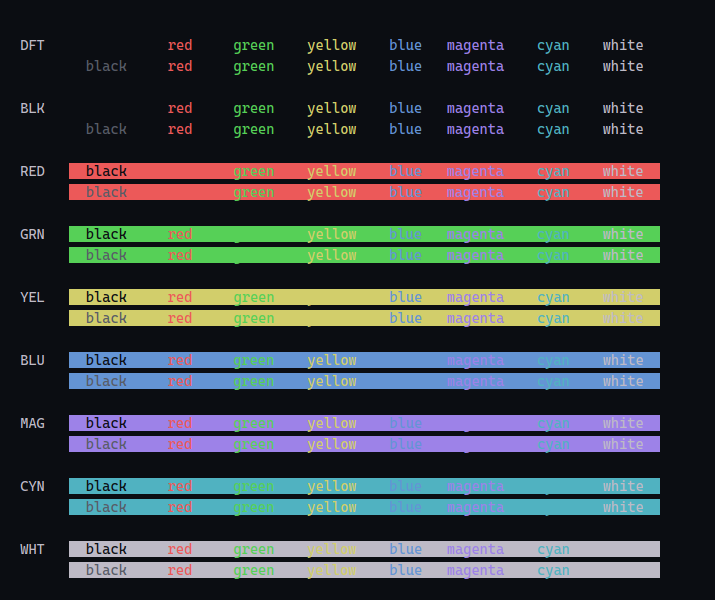 DFT red green yellow blue magenta cyan white
black red green yellow blue magenta cyan white
BLK red green yellow blue magenta cyan white
black red green yellow blue magenta cyan white
RED black green yellow blue magenta cyan white
black green yellow blue magenta cyan white
GRN black red yellow blue magenta cyan white
black red yellow blue magenta cyan white
YEL black red green blue magenta cyan white
black red green blue magenta cyan white
BLU black red green yellow magenta cyan white
black red green yellow magenta cyan white
MAG black red green yellow blue cyan white
black red green yellow blue cyan white
CYN black red green yellow blue magenta white
black red green yellow blue magenta white
WHT black red green yellow blue magenta cyan
black red green yellow blue magenta cyan